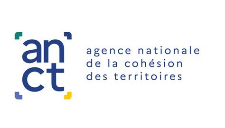 an
ct
agence nationale
de la cohésion
des territoires